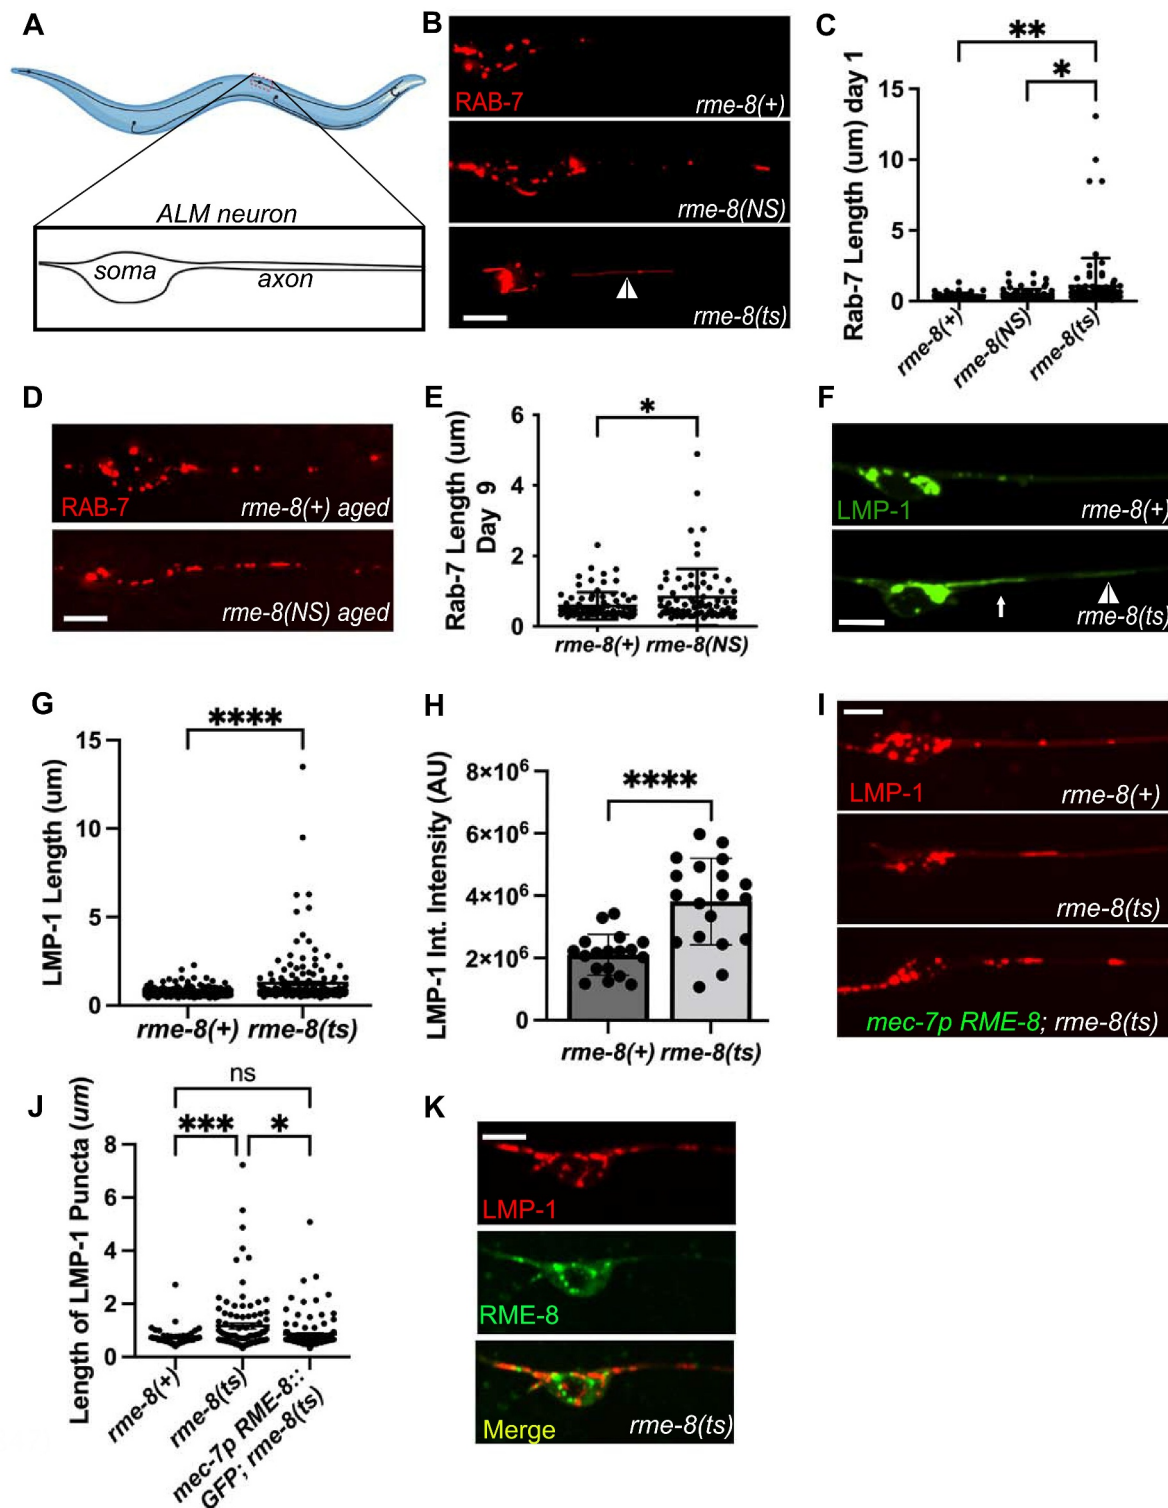 A
ALM neuron
soma
axon
B
RAB-7
rme-8(+)
rme-8(NS)
rme-8(ts)
C
**
*
Rab-7 Length (um) day 1
15
10
5
0
rme-8(+)
rme-8(NS)
rme-8(ts)
D
RAB-7
rme-8(+) aged
rme-8(NS) aged
E
*
Rab-7 Length (um)
Day 9
6
4
2
0
rme-8(+) rme-8(NS)
F
LMP-1
rme-8(+)
rme-8(ts)
G
****
LMP-1 Length (um)
15
10
5
0
rme-8(+) rme-8(ts)
H
****
LMP-1 Int. Intensity (AU)
8×10⁶
6×10⁶
4×10⁶
2×10⁶
0
rme-8(+) rme-8(ts)
I
LMP-1
rme-8(+)
rme-8(ts)
mec-7p RME-8; rme-8(ts)
J
ns
***
*
Length of LMP-1 Puncta (um)
8
6
4
2
0
rme-8(+)
rme-8(ts)
mec-7p RME-8::
GFP; rme-8(ts)
K
LMP-1
RME-8
Merge
rme-8(ts)